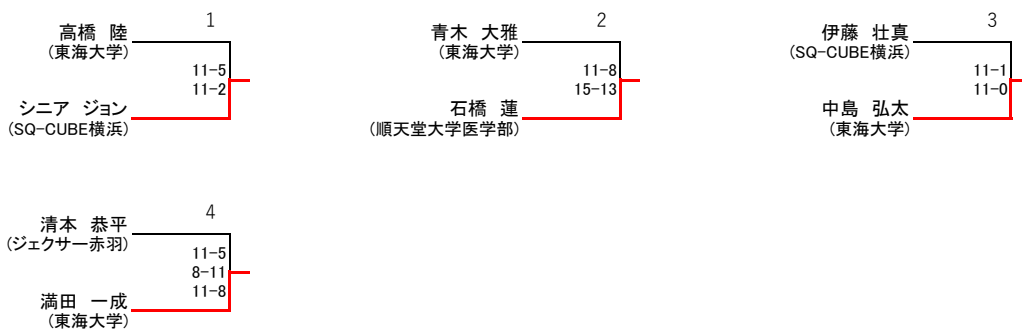 1
高橋 陸
(東海大学)
11-5
11-2
シニア ジョン
(SQ-CUBE横浜)
2
青木 大雅
(東海大学)
11-8
15-13
石橋 蓮
(順天堂大学医学部)
3
伊藤 壮真
(SQ-CUBE横浜)
11-1
11-0
中島 弘太
(東海大学)
4
清本 恭平
(ジェクサー赤羽)
11-5
8-11
11-8
満田 一成
(東海大学)